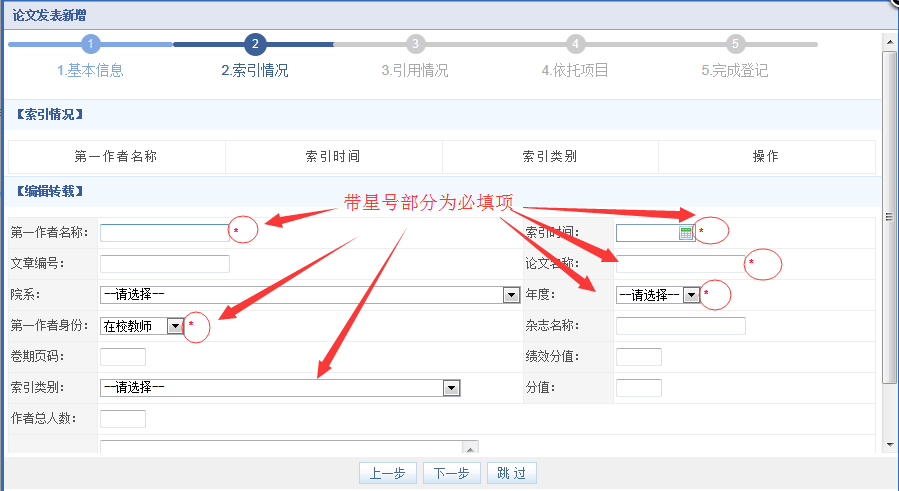 论文发表新增
1 2 3 4 5
1.基本信息 2.索引情况 3.引用情况 4.依托项目 5.完成登记
【索引情况】
第一作者名称 索引时间 索引类别 操作
【编辑转载】
带星号部分为必填项
第一作者名称： * 索引时间： *
文章编号： 论文名称： *
院系： --请选择-- 年度： --请选择-- *
第一作者身份： 在校教师 * 杂志名称：
卷期页码： 绩效分值：
索引类别： --请选择-- 分值：
作者总人数：
上一步 下一步 跳 过